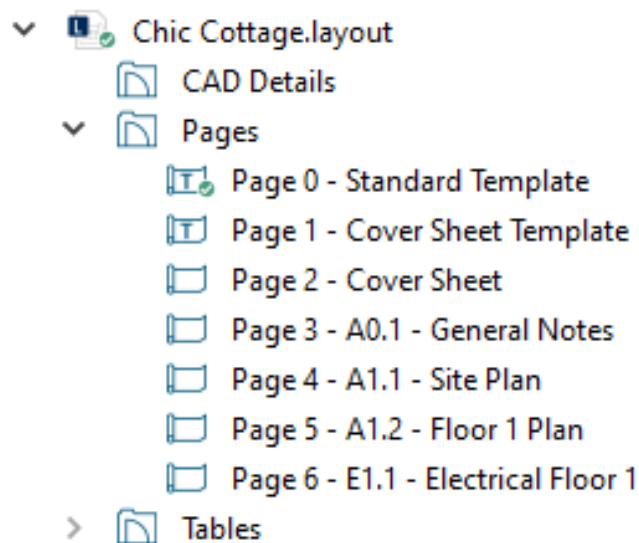 Chic Cottage.layout
CAD Details
Pages
Page 0 - Standard Template
Page 1 - Cover Sheet Template
Page 2 - Cover Sheet
Page 3 - A0.1 - General Notes
Page 4 - A1.1 - Site Plan
Page 5 - A1.2 - Floor 1 Plan
Page 6 - E1.1 - Electrical Floor 1
Tables